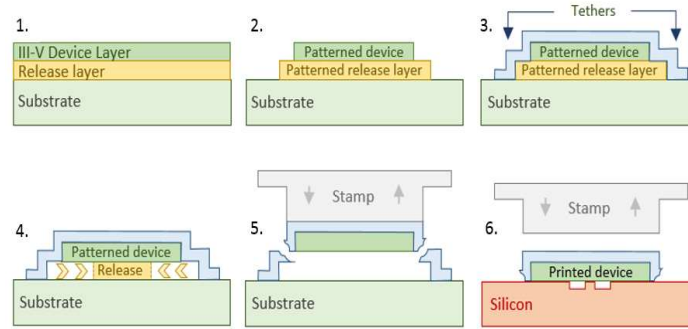 1.
III-V Device Layer
Release layer
Substrate
2.
Patterned device
Patterned release layer
Substrate
3.
Tethers
Patterned device
Patterned release layer
Substrate
4.
Patterned device
Release
Substrate
5.
Stamp
Substrate
6.
Stamp
Printed device
Silicon